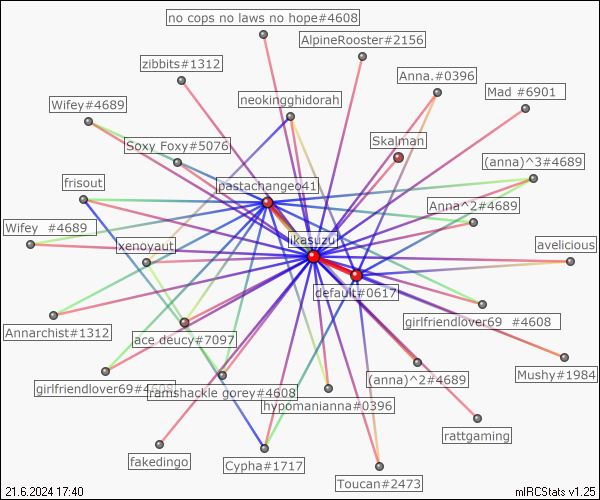 no cops no laws no hope#4608
AlpineRooster#2156
zibbits#1312
Anna.#0396
Mad #6901
neokingghidorah
Wifey#4689
Skalman
Soxy Foxy#5076
(anna)^3#4689
frisout
pastachangeo41
Anna^2#4689
Wifey #4689
ikasuzu
Ixenoyaut
avelicious
default#0617
girlfriendlover69 #4608
Annarchist#1312
ace deucy#7097
Mushy#1984
(anna)^2#4689
girlfriendlover69#4608
ramshackle gorey#4608
hypomanianna#0396
rattgaming
fakedingo
Cypha#1717
Toucan#2473
21.6.2024 17:40
mIRCStats v1.25